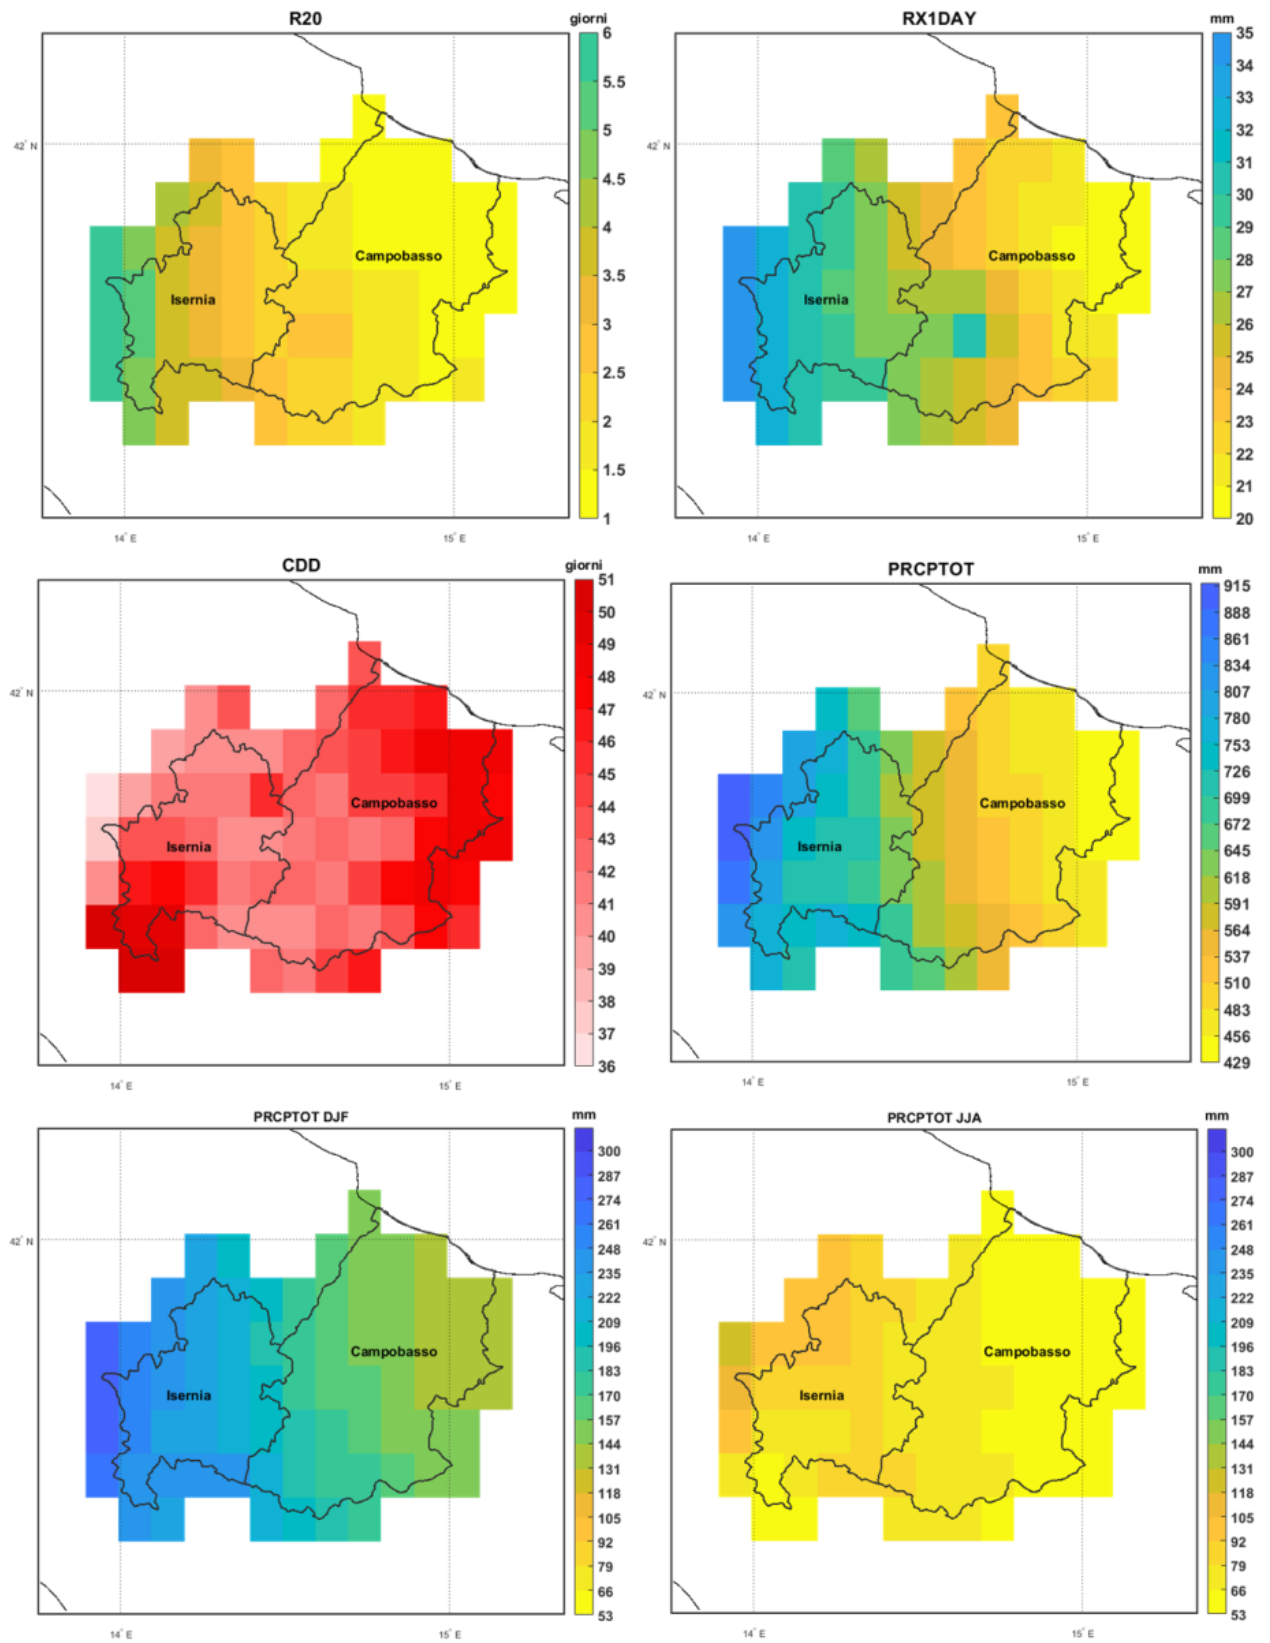 R20
giorni
6
5.5
5
4.5
4
3.5
3
2.5
2
1.5
1
42° N
14° E
15° E
Isernia
Campobasso
RX1DAY
mm
35
34
33
32
31
30
29
28
27
26
25
24
23
22
21
20
42° N
14° E
15° E
Isernia
Campobasso
CDD
giorni
51
50
49
48
47
46
45
44
43
42
41
40
39
38
37
36
42° N
14° E
15° E
Isernia
Campobasso
PRCPTOT
mm
915
888
861
834
807
780
753
726
699
672
645
618
591
564
537
510
483
456
429
42° N
14° E
15° E
Isernia
Campobasso
PRCPTOT DJF
mm
300
287
274
261
248
235
222
209
196
183
170
157
144
131
118
105
92
79
66
53
42° N
14° E
15° E
Isernia
Campobasso
PRCPTOT JJA
mm
300
287
274
261
248
235
222
209
196
183
170
157
144
131
118
105
92
79
66
53
42° N
14° E
15° E
Isernia
Campobasso